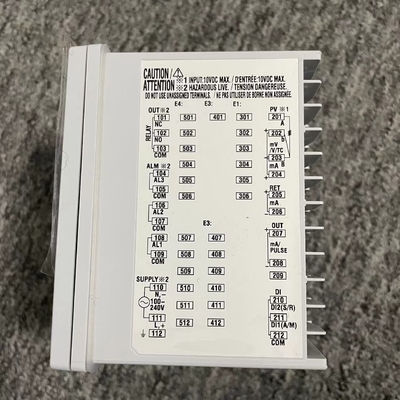 CAUTION/ ※1 INPUT:10VDC MAX. /D'ENTRÉE:10VDC MAX.
ATTENTION ※2 HAZARDOUS LIVE. /TENSION DANGEREUSE.
DO NOT USE UNASSIGNED TERMINALS. /NE PAS UTILISER DE BORNE NON ASSIGNEE.
OUT※2 E4: E3: E1: PV※1
RELAY 101 501 401 301 201 A
NC
102 502 302 202 b
NO mV
103 503 303 /V/TC 203
COM mA B
ALM※2 504 304 204
104 RET
AL3 505 305 205
105 506 306 mA
106 206
AL2
107
COM E3: OUT
108 507 407 207
AL1 mA/
109 508 408 PULSE 208
COM
509 409 209
SUPPLY※2 DI
110 510 410 210
N,− DI2(S/R)
100− 511 411 211
240V DI1(A/M)
111 512 412 212
L,+ COM
112